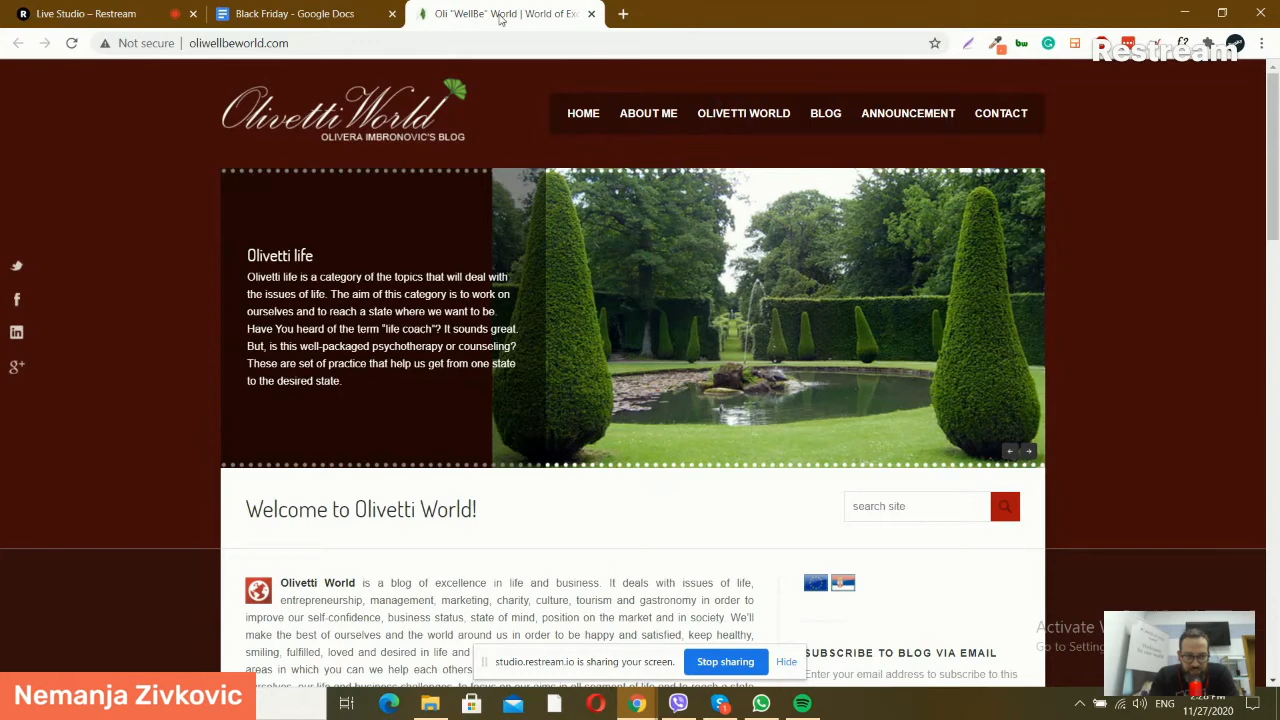 Live Studio – Restream
Black Friday – Google Docs
Oli "WellBe" World | World of Exc
Not secure | oliwellbeworld.com
Restream
Olivetti World
OLIVERA IMBRONOVIC'S BLOG
HOME ABOUT ME OLIVETTI WORLD BLOG ANNOUNCEMENT CONTACT
Olivetti life
Olivetti life is a category of the topics that will deal with
the issues of life. The aim of this category is to work on
ourselves and to reach a state where we want to be.
Have You heard of the term "life coach"? It sounds great.
But, is this well-packaged psychotherapy or counseling?
These are set of practice that help us get from one state
to the desired state.
Welcome to Olivetti World!
search site
Olivetti World is a blog of excellence in life and business. It deals with issues of life,
entrepreneurship, management, marketing, charity, culture, tourism and gastronomy in order to
improve our self-confidence, business status, state of mind, position on the market and in society. We'll
make the best of ourselves and the world around us in order to be happy and satisfied, keep healthy,
smiling, fulfilled, loved and desired in life and
areas in which you can we help each others
SUBSCRIBE TO BLOG VIA EMAIL
Enter your email address to subscribe to this
studio.restream.io is sharing your screen.
Stop sharing
Hide
Activate W
Go to Setting
Nemanja Zivkovic
ENG
2:28 PM
11/27/2020